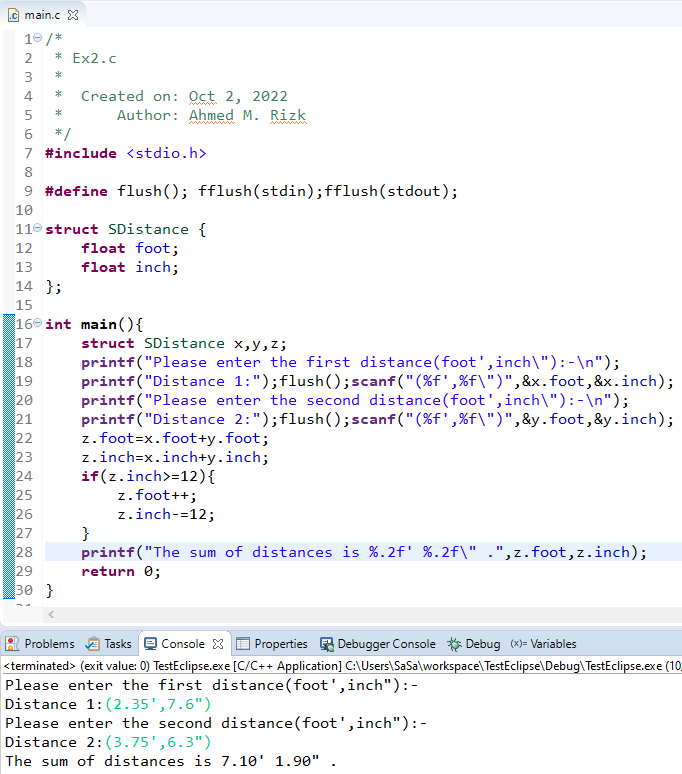 main.c
1 /*
2  * Ex2.c
3  *
4  *  Created on: Oct 2, 2022
5  *      Author: Ahmed M. Rizk
6  */
7 #include <stdio.h>
8
9 #define flush(); fflush(stdin);fflush(stdout);
10
11 struct SDistance {
12     float foot;
13     float inch;
14 };
15
16 int main(){
17     struct SDistance x,y,z;
18     printf("Please enter the first distance(foot',inch\"):-\n");
19     printf("Distance 1:");flush();scanf("(%f',%f\")",&x.foot,&x.inch);
20     printf("Please enter the second distance(foot',inch\"):-\n");
21     printf("Distance 2:");flush();scanf("(%f',%f\")",&y.foot,&y.inch);
22     z.foot=x.foot+y.foot;
23     z.inch=x.inch+y.inch;
24     if(z.inch>=12){
25         z.foot++;
26         z.inch-=12;
27     }
28     printf("The sum of distances is %.2f' %.2f\" .",z.foot,z.inch);
29     return 0;
30 }
Problems Tasks Console Properties Debugger Console Debug (x)= Variables
<terminated> (exit value: 0) TestEclipse.exe [C/C++ Application] C:\Users\SaSa\workspace\TestEclipse\Debug\TestEclipse.exe (10,
Please enter the first distance(foot',inch"):-
Distance 1:(2.35',7.6")
Please enter the second distance(foot',inch"):-
Distance 2:(3.75',6.3")
The sum of distances is 7.10' 1.90" .